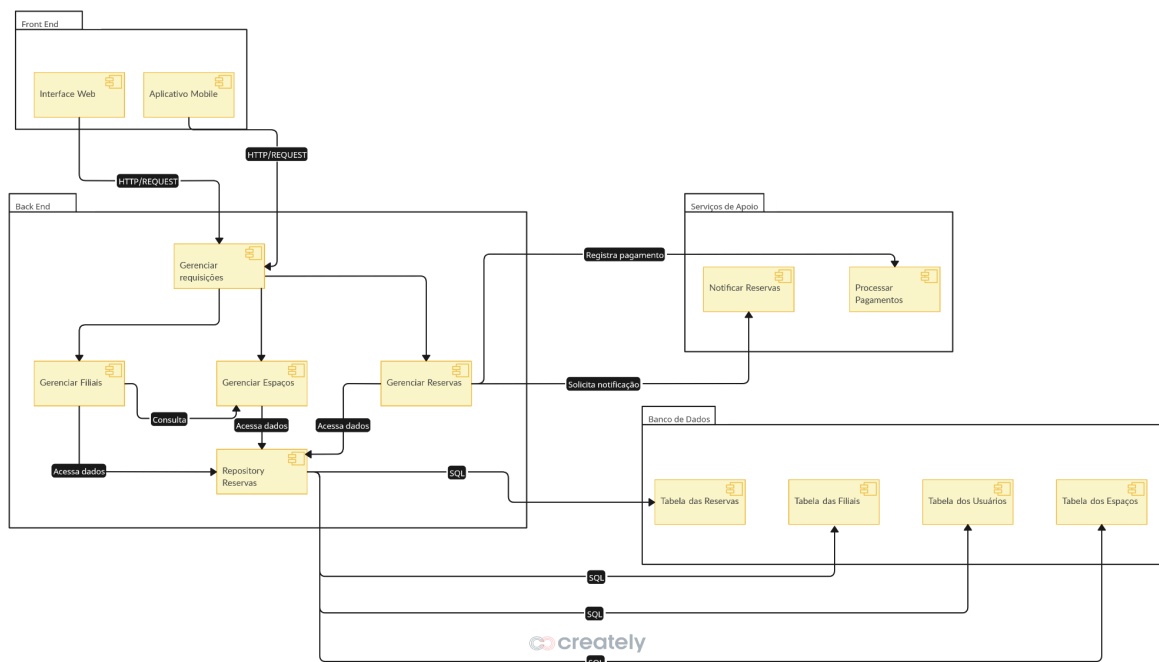 Front End
Interface Web
Aplicativo Mobile
HTTP/REQUEST
HTTP/REQUEST
Back End
Serviços de Apoio
Gerenciar
requisições
Registra pagamento
Notificar Reservas
Processar
Pagamentos
Gerenciar Filiais
Gerenciar Espaços
Gerenciar Reservas
Solicita notificação
Consulta
Acessa dados
Acessa dados
Banco de Dados
Acessa dados
Repository
Reservas
SQL
Tabela das Reservas
Tabela das Filiais
Tabela dos Usuários
Tabela dos Espaços
SQL
SQL
creately
SQL